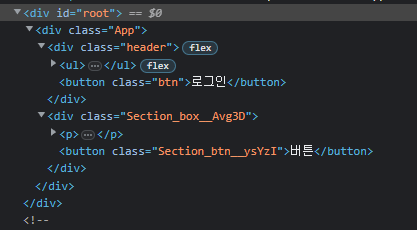 ▼<div id="root"> == $0
▼<div class="App">
▼<div class="header"> flex
▶<ul> ⋯ </ul> flex
<button class="btn">로그인</button>
</div>
▼<div class="Section_box__Avg3D">
▶<p> ⋯ </p>
<button class="Section_btn__ysYzI">버튼</button>
</div>
</div>
</div>
<!--